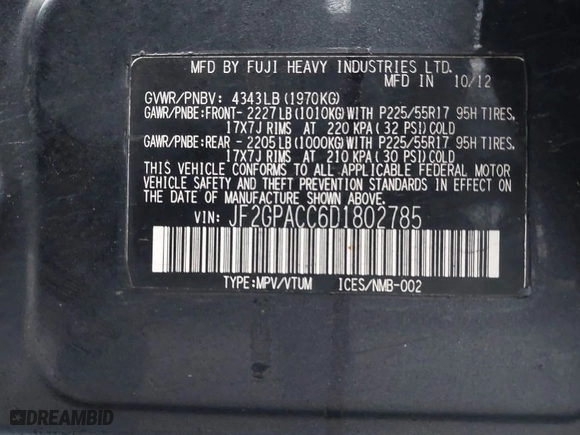 MFD BY FUJI HEAVY INDUSTRIES LTD.
MFD IN 10/12
GVWR/PNBV: 4343LB(1970KG)
GAWR/PNBE:FRONT- 2227LB(1010KG)WITH P225/55R17 95H TIRES,
17X7J RIMS AT 220 KPA(32 PSI)COLD
GAWR/PNBE:REAR - 2205LB(1000KG)WITH P225/55R17 95H TIRES,
17X7J RIMS AT 210 KPA(30 PSI)COLD
THIS VEHICLE CONFORMS TO ALL APPLICABLE FEDERAL MOTOR
VEHICLE SAFETY AND THEFT PREVENTION STANDARDS IN EFFECT
ON THE DATE OF MANUFACTURE SHOWN ABOVE.
VIN: JF2GPACC6D1802785
TYPE:MPV/VTUM ICES/NMB-002
DREAMBID